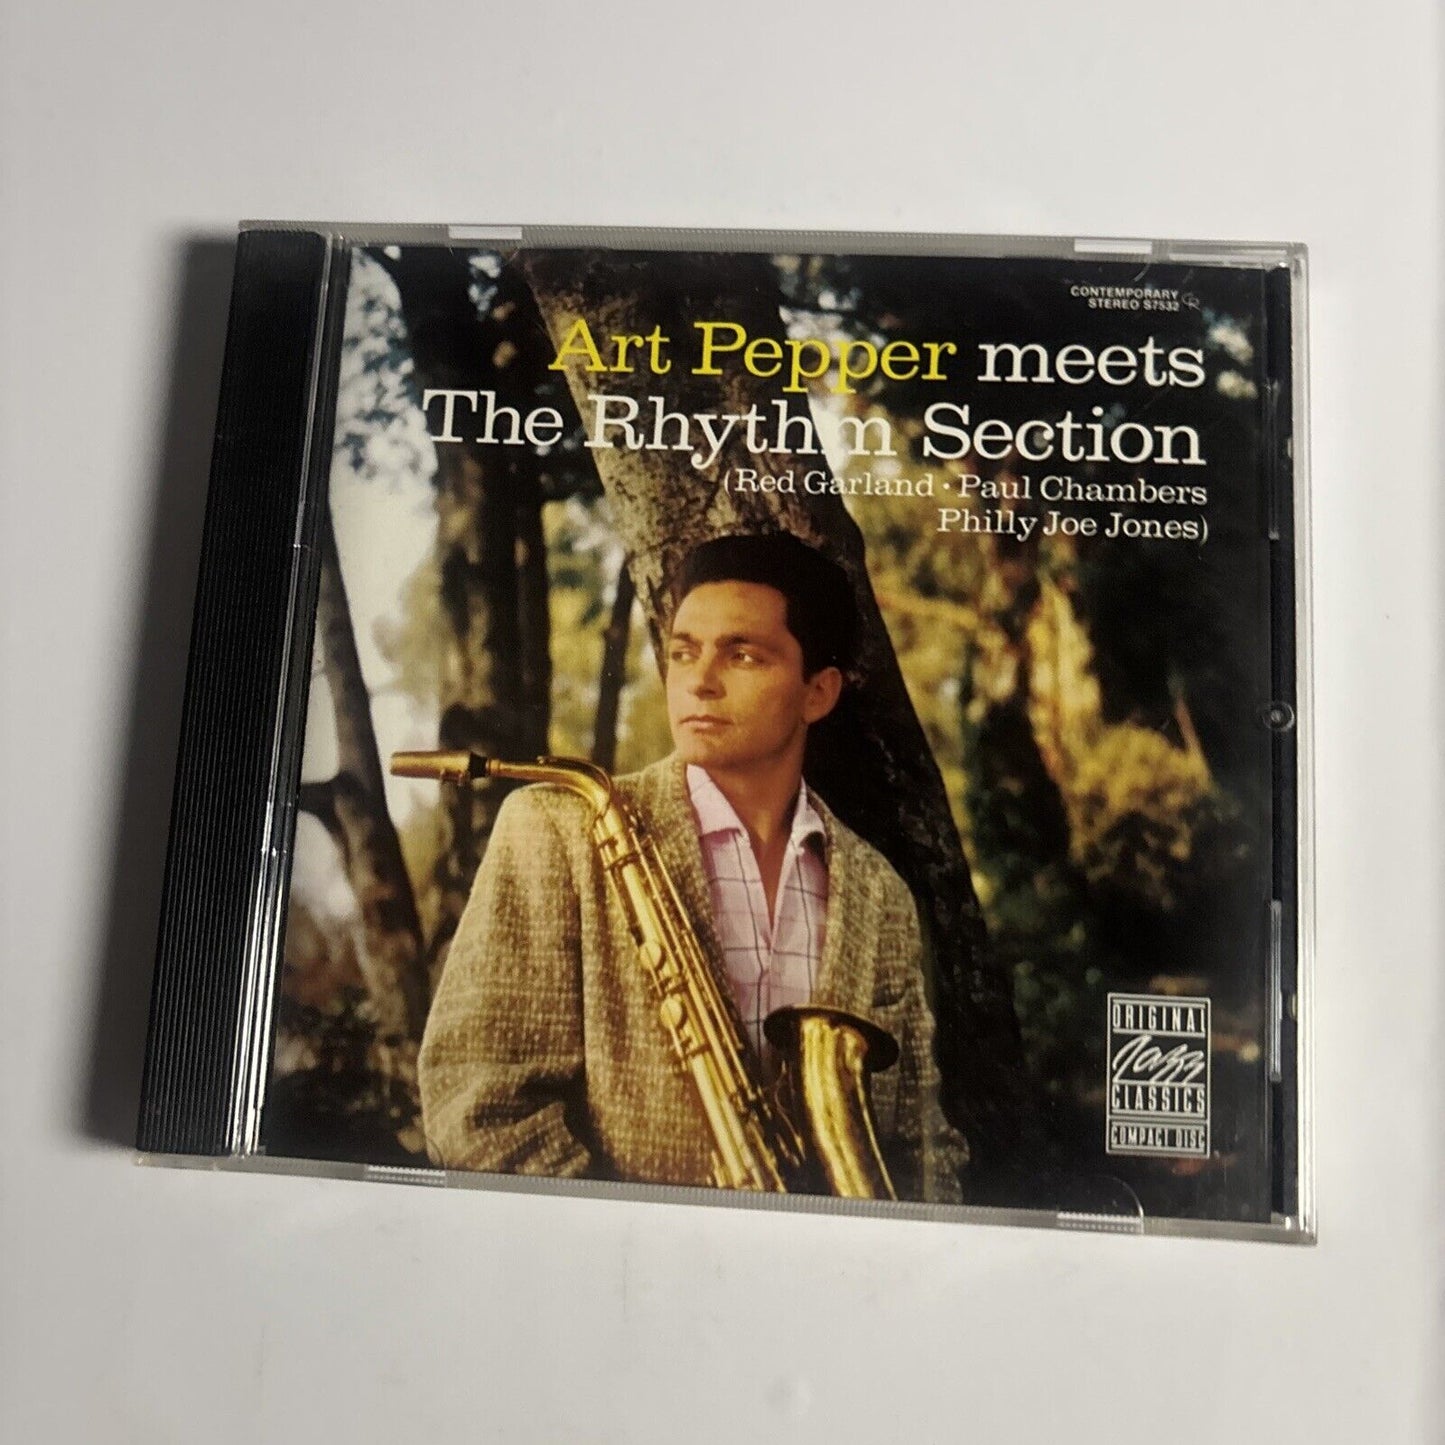 CONTEMPORARY CR
STEREO S7532
Art Pepper meets
The Rhythm Section
(Red Garland · Paul Chambers
Philly Joe Jones)
ORIGINAL
Jazz
CLASSICS
COMPACT DISC